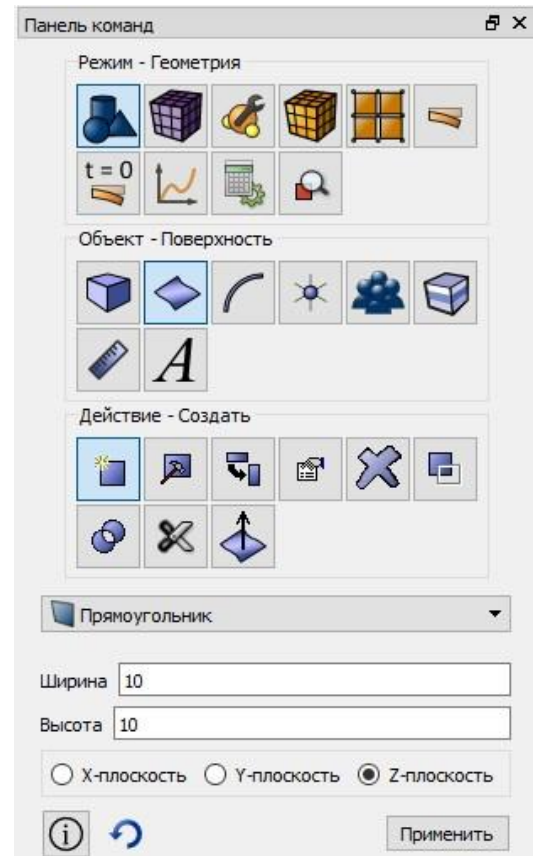 Панель команд
Режим - Геометрия
t = 0
Объект - Поверхность
A
Действие - Создать
Прямоугольник
Ширина 10
Высота 10
X-плоскость Y-плоскость Z-плоскость
Применить